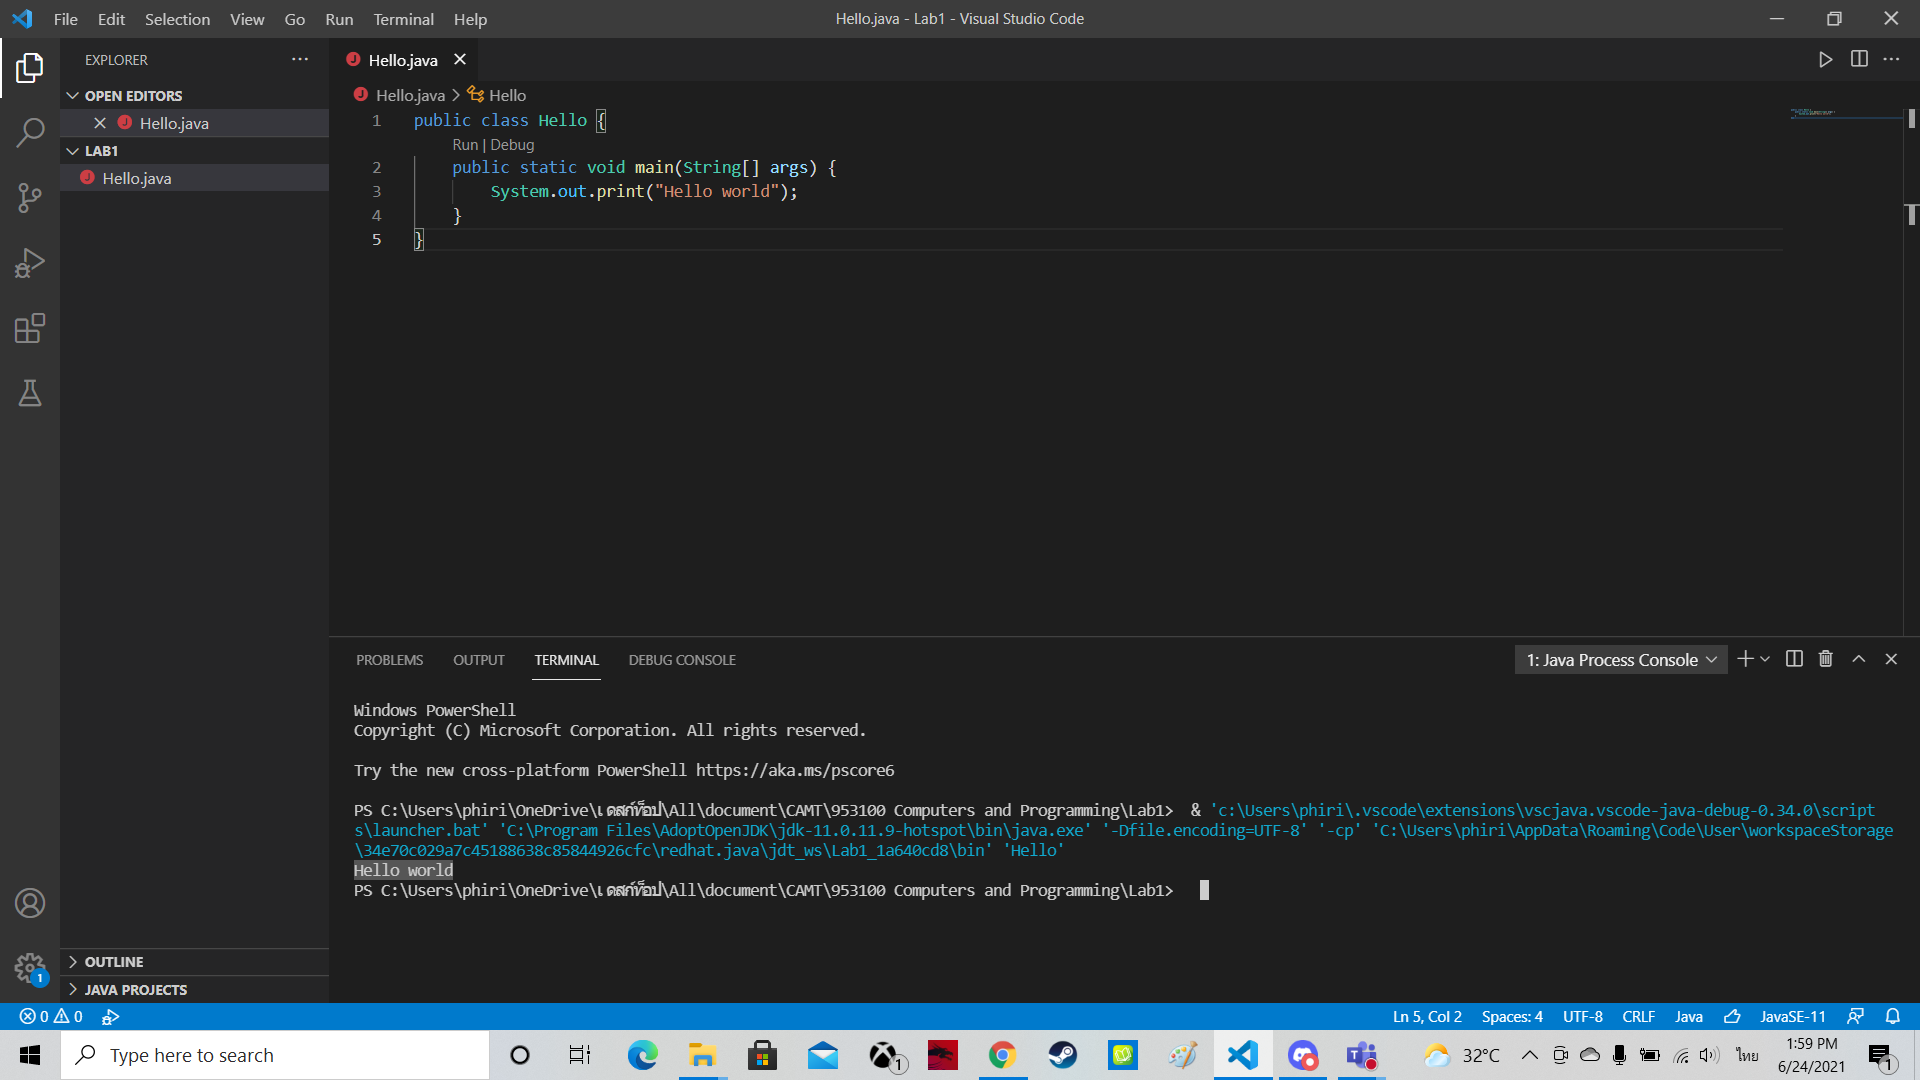 File Edit Selection View Go Run Terminal Help
Hello.java - Lab1 - Visual Studio Code
EXPLORER
OPEN EDITORS
Hello.java
LAB1
Hello.java
OUTLINE
JAVA PROJECTS
1
Hello.java
Hello.java > Hello
1 public class Hello {
Run | Debug
2 public static void main(String[] args) {
3 System.out.print("Hello world");
4 }
5 }
PROBLEMS OUTPUT TERMINAL DEBUG CONSOLE
1: Java Process Console
Windows PowerShell
Copyright (C) Microsoft Corporation. All rights reserved.
Try the new cross-platform PowerShell https://aka.ms/pscore6
PS C:\Users\phiri\OneDrive\เดสก์ท็อป\All\document\CAMT\953100 Computers and Programming\Lab1> & 'c:\Users\phiri\.vscode\extensions\vscjava.vscode-java-debug-0.34.0\script
s\launcher.bat' 'C:\Program Files\AdoptOpenJDK\jdk-11.0.11.9-hotspot\bin\java.exe' '-Dfile.encoding=UTF-8' '-cp' 'C:\Users\phiri\AppData\Roaming\Code\User\workspaceStorage
\34e70c029a7c45188638c85844926cfc\redhat.java\jdt_ws\Lab1_1a640cd8\bin' 'Hello'
Hello world
PS C:\Users\phiri\OneDrive\เดสก์ท็อป\All\document\CAMT\953100 Computers and Programming\Lab1>
0 0
Ln 5, Col 2 Spaces: 4 UTF-8 CRLF Java JavaSE-11
Type here to search
1
32°C
ไทย
1:59 PM
6/24/2021
1